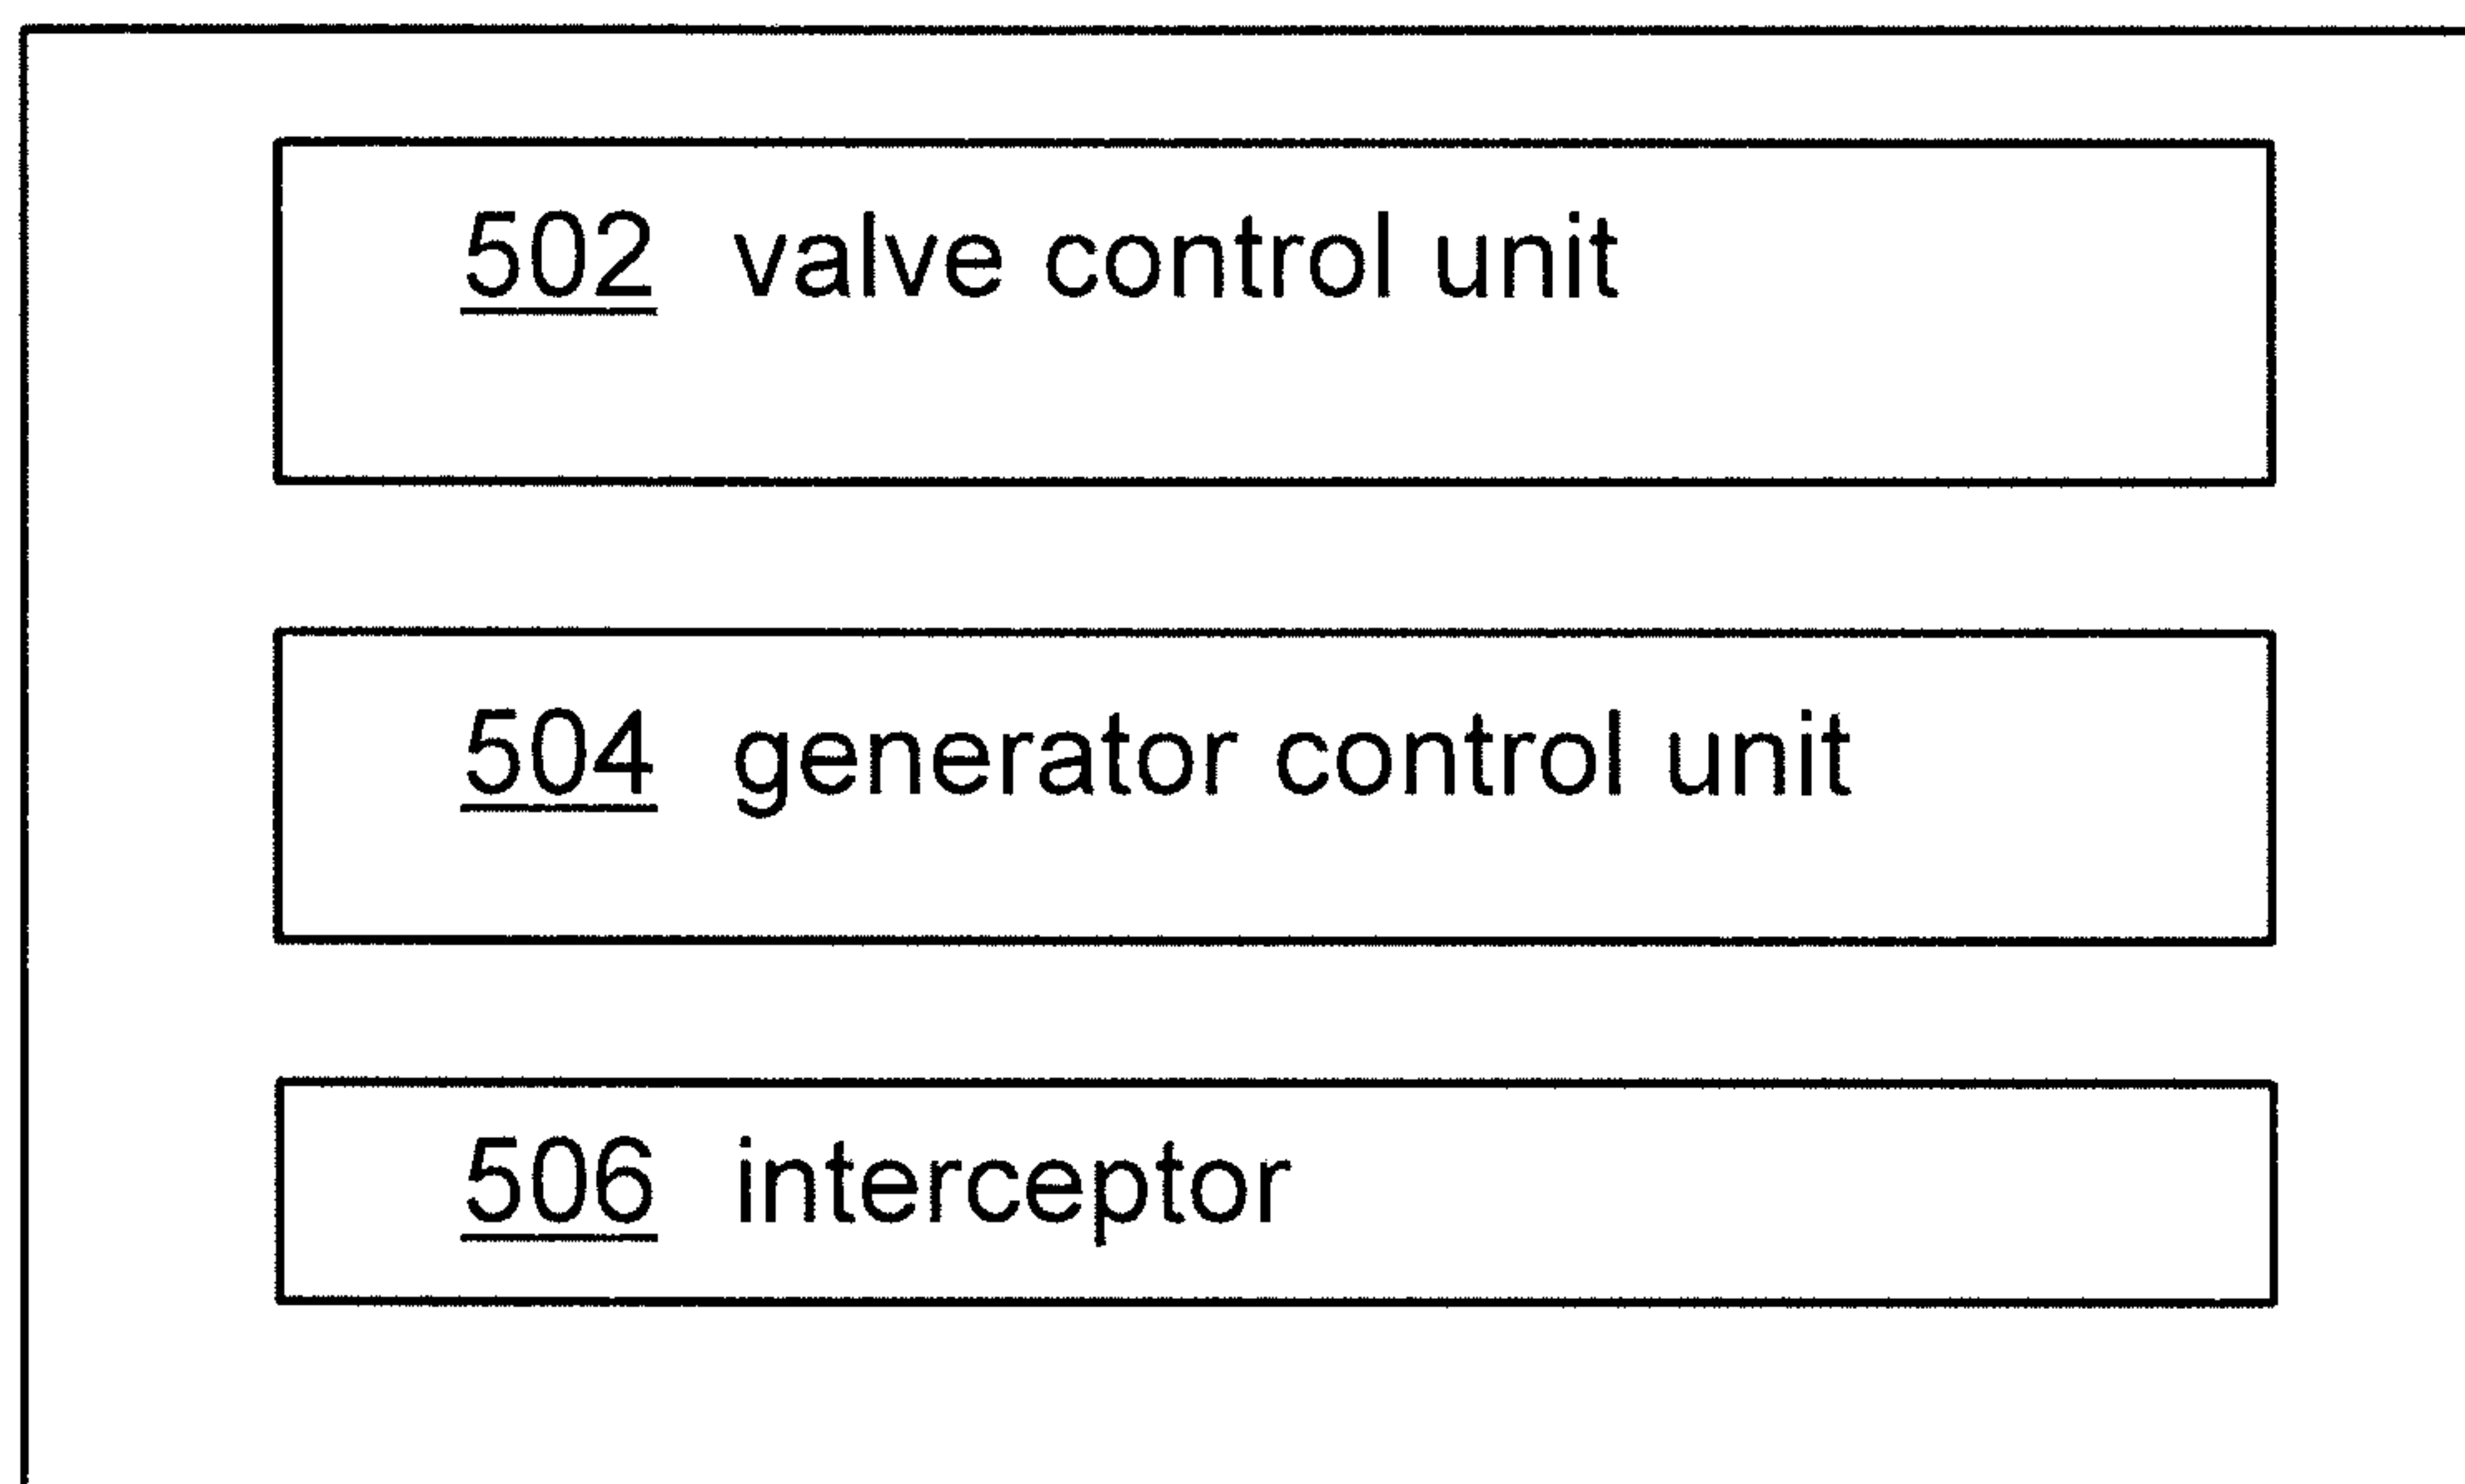 502 valve control unit
504 generator control unit
506 interceptor